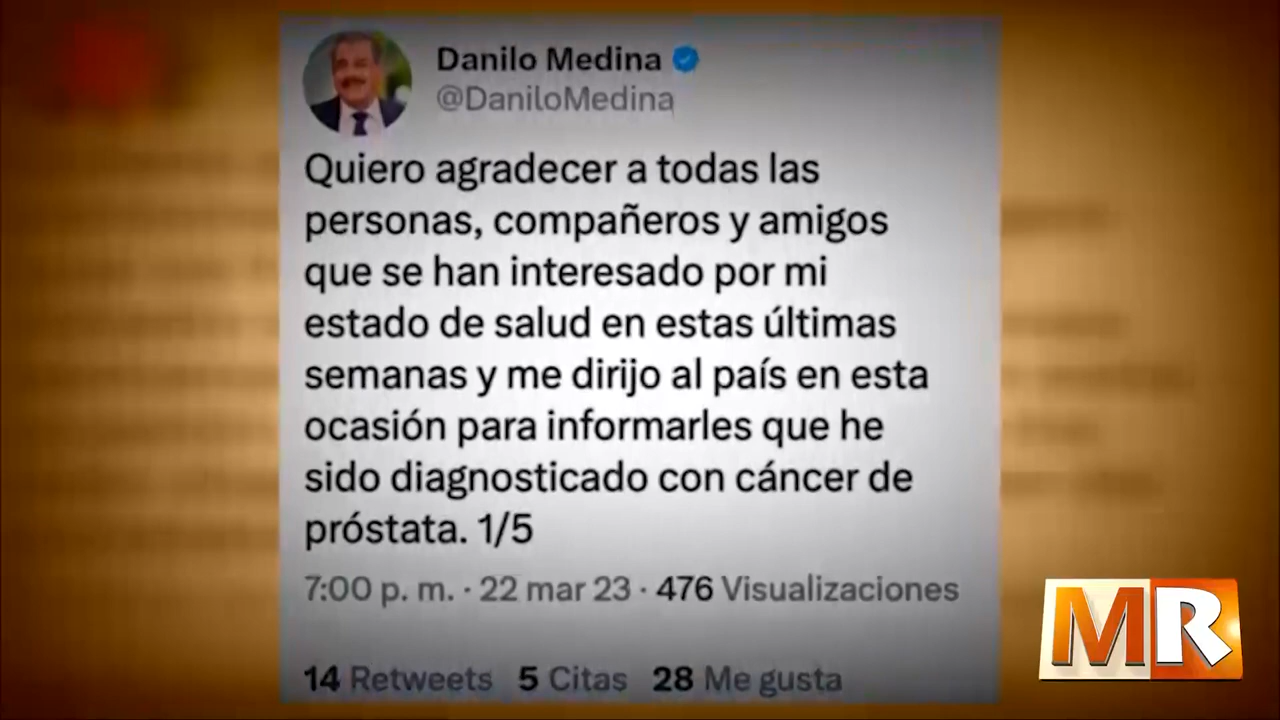 Danilo Medina
@DaniloMedina
Quiero agradecer a todas las
personas, compañeros y amigos
que se han interesado por mi
estado de salud en estas últimas
semanas y me dirijo al país en esta
ocasión para informarles que he
sido diagnosticado con cáncer de
próstata. 1/5
7:00 p. m. · 22 mar 23 · 476 Visualizaciones
14 Retweets 5 Citas 28 Me gusta
MR